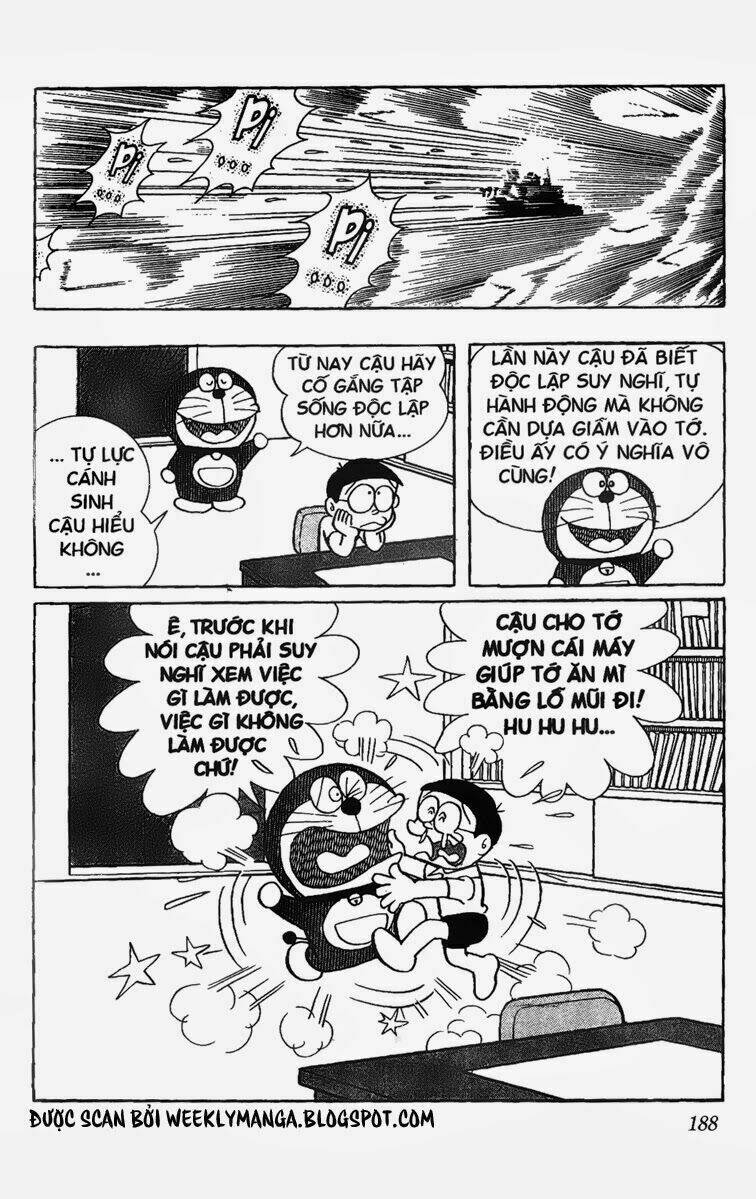 Pi
...
Pi
...
Pi
...
TỪ NAY CẬU HÃY
CỐ GẮNG TẬP
SỐNG ĐỘC LẬP
HƠN NỮA...
... TỰ LỰC
CÁNH
SINH
CẬU HIỂU
KHÔNG
...
LẦN NÀY CẬU ĐÃ BIẾT
ĐỘC LẬP SUY NGHĨ, TỰ
HÀNH ĐỘNG MÀ KHÔNG
CẦN DỰA GIẪM VÀO TỚ.
ĐIỀU ẤY CÓ Ý NGHĨA VÔ
CÙNG!
Ê, TRƯỚC KHI
NÓI CẬU PHẢI SUY
NGHĨ XEM VIỆC
GÌ LÀM ĐƯỢC,
VIỆC GÌ KHÔNG
LÀM ĐƯỢC
CHỨ!
CẬU CHO TỚ
MƯỢN CÁI MÁY
GIÚP TỚ ĂN MÌ
BẰNG LỖ MŨI ĐI!
HU HU HU...
ĐƯỢC SCAN BỞI WEEKLYMANGA.BLOGSPOT.COM
188